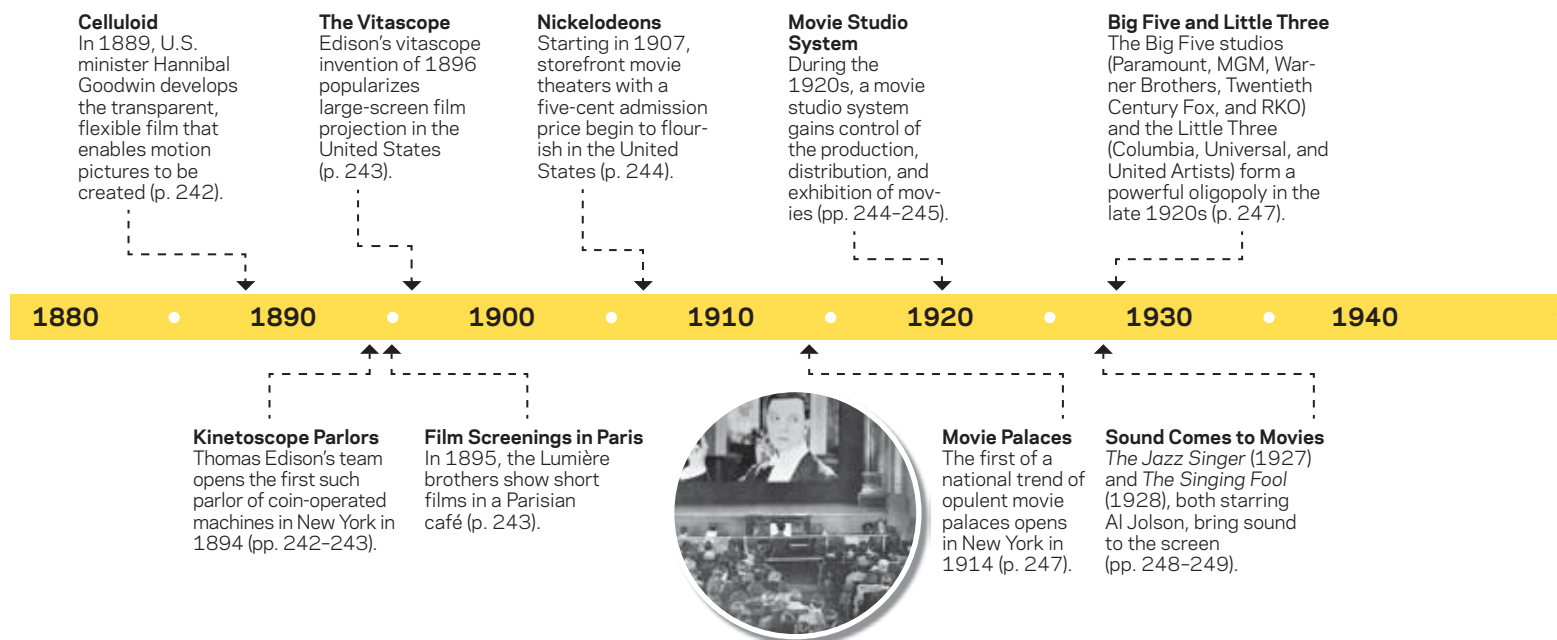 Celluloid
In 1889, U.S.
minister Hannibal
Goodwin develops
the transparent,
flexible film that
enables motion
pictures to be
created (p. 242).
The Vitascope
Edison’s vitascope
invention of 1896
popularizes
large-screen film
projection in the
United States
(p. 243).
Nickelodeons
Starting in 1907,
storefront movie
theaters with a
five-cent admission
price begin to flour-
ish in the United
States (p. 244).
Movie Studio
System
During the
1920s, a movie
studio system
gains control of
the production,
distribution, and
exhibition of mov-
ies (pp. 244–245).
Big Five and Little Three
The Big Five studios
(Paramount, MGM, War-
ner Brothers, Twentieth
Century Fox, and RKO)
and the Little Three
(Columbia, Universal, and
United Artists) form a
powerful oligopoly in the
late 1920s (p. 247).
1880 1890 1900 1910 1920 1930 1940
Kinetoscope Parlors
Thomas Edison’s team
opens the first such
parlor of coin-operated
machines in New York in
1894 (pp. 242–243).
Film Screenings in Paris
In 1895, the Lumière
brothers show short
films in a Parisian
café (p. 243).
Movie Palaces
The first of a
national trend of
opulent movie
palaces opens
in New York in
1914 (p. 247).
Sound Comes to Movies
The Jazz Singer (1927)
and The Singing Fool
(1928), both starring
Al Jolson, bring sound
to the screen
(pp. 248–249).